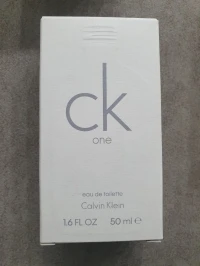 ck
one
eau de toilette
Calvin Klein
1.6 FL OZ 50 ml ℮